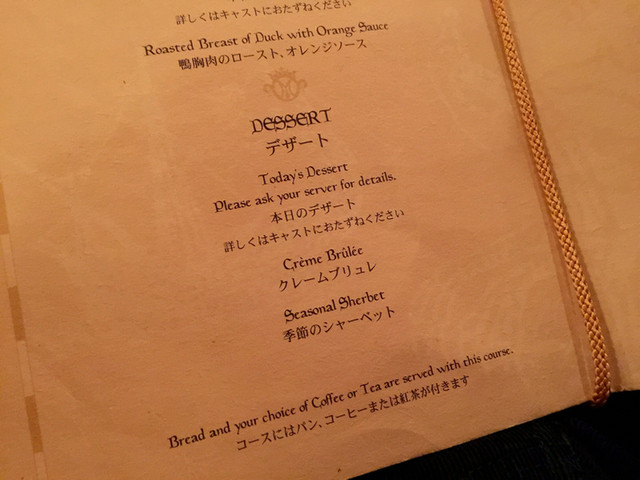 詳しくはキャストにおたずねください
Roasted Breast of Duck with Orange Sauce
鴨胸肉のロースト、オレンジソース
DESSERT
デザート
Today's Dessert
Please ask your server for details.
本日のデザート
詳しくはキャストにおたずねください
Crème Brûlée
クレームブリュレ
Seasonal Sherbet
季節のシャーベット
Bread and your choice of Coffee or Tea are served with this course.
コースにはパン、コーヒーまたは紅茶が付きます